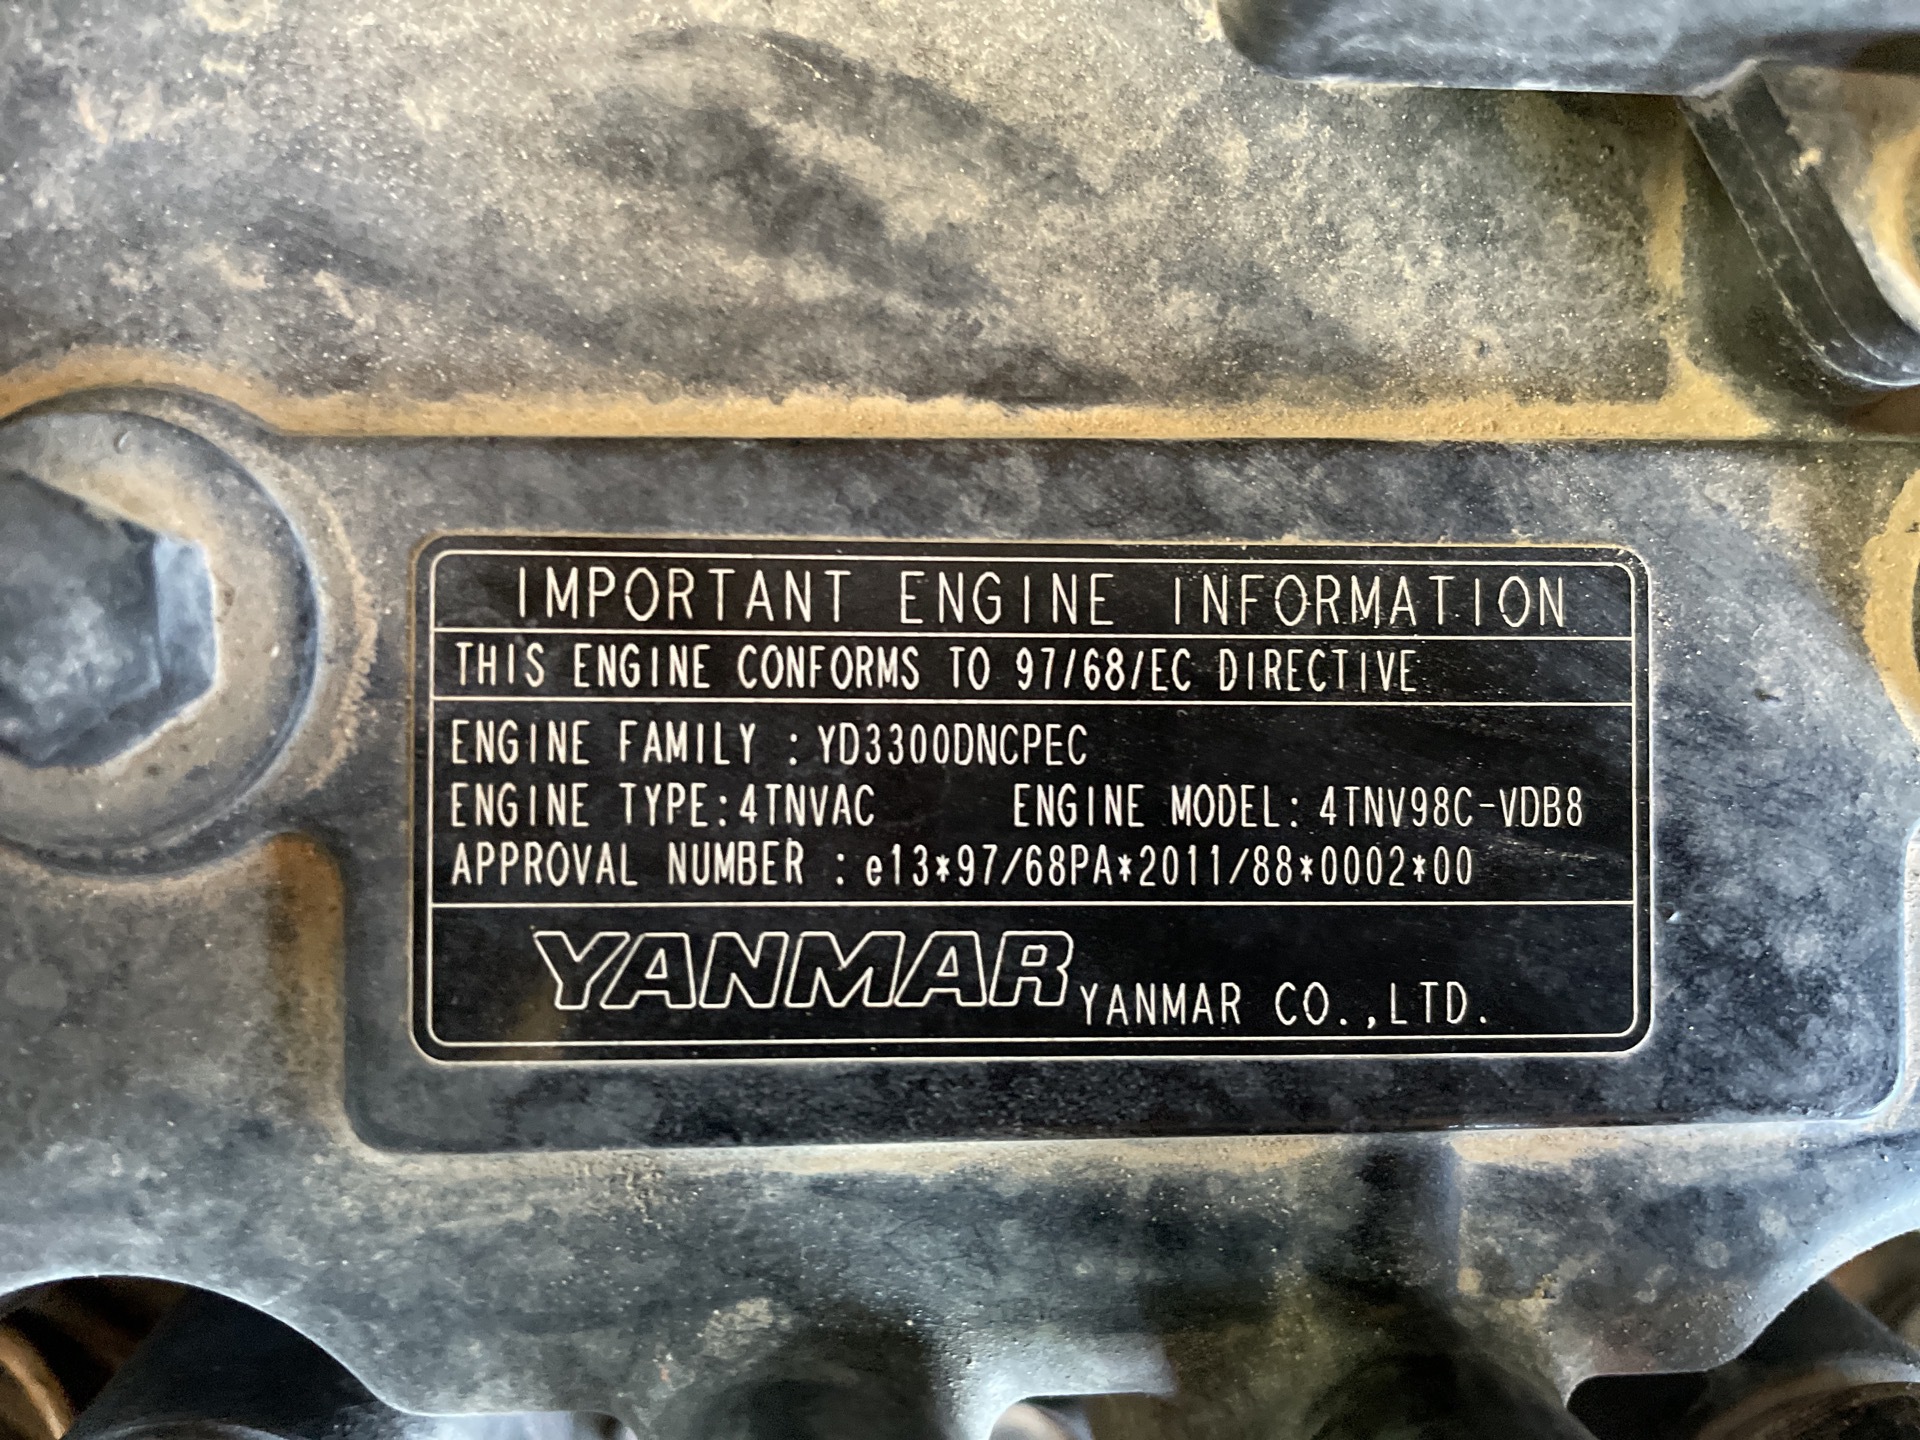 IMPORTANT ENGINE INFORMATION
THIS ENGINE CONFORMS TO 97/68/EC DIRECTIVE
ENGINE FAMILY : YD3300DNCPEC
ENGINE TYPE:4TNVAC ENGINE MODEL: 4TNV98C-VDB8
APPROVAL NUMBER : e13*97/68PA*2011/88*0002*00
YANMAR YANMAR CO.,LTD.